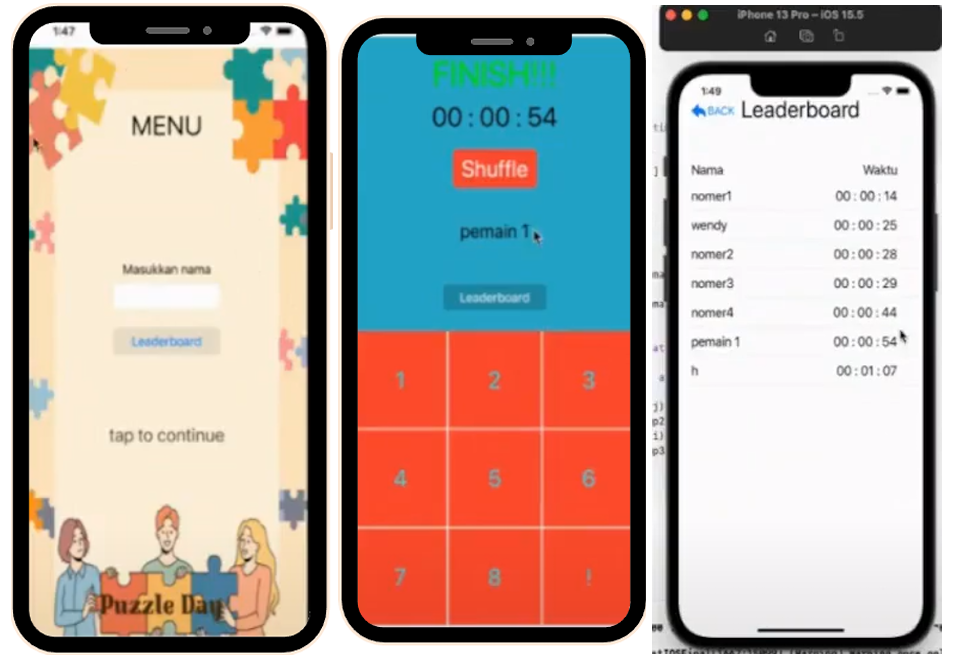 1:47
MENU
Masukkan nama
Leaderboard
tap to continue
Puzzle Day
FINISH!!!
00 : 00 : 54
Shuffle
pemain 1
Leaderboard
1 2 3
4 5 6
7 8 !
iPhone 13 Pro – iOS 15.5
1:49
BACK Leaderboard
Nama Waktu
nomer1 00 : 00 : 14
wendy 00 : 00 : 25
nomer2 00 : 00 : 28
nomer3 00 : 00 : 29
nomer4 00 : 00 : 44
pemain 1 00 : 00 : 54
h 00 : 01 : 07